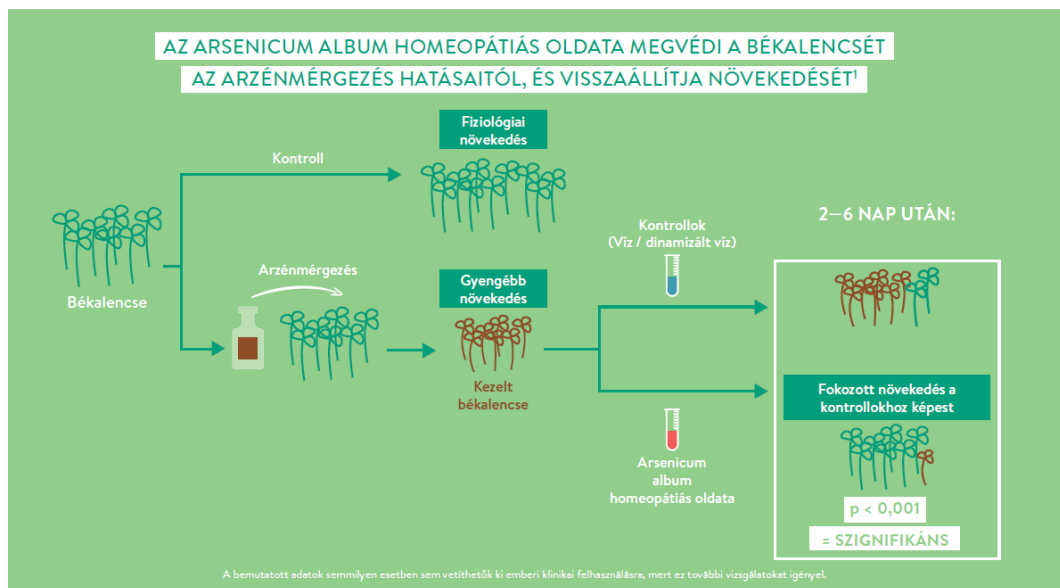 AZ ARSENICUM ALBUM HOMEOPÁTIÁS OLDATA MEGVÉDI A BÉKALENCSÉT
AZ ARZÉNMÉRGEZÉS HATÁSAITÓL, ÉS VISSZAÁLLÍTJA NÖVEKEDÉSÉT¹
Fiziológiai
növekedés
Kontroll
Békalencse
Arzénmérgezés
Gyengébb
növekedés
Kezelt
békalencse
Kontrollok
(Víz / dinamizált víz)
Arsenicum
album
homeopátiás oldata
2–6 NAP UTÁN:
Fokozott növekedés a
kontrollokhoz képest
p < 0,001
= SZIGNIFIKÁNS
A bemutatott adatok semmilyen esetben sem vetíthetők ki emberi klinikai felhasználásra, mert ez további vizsgálatokat igényel.